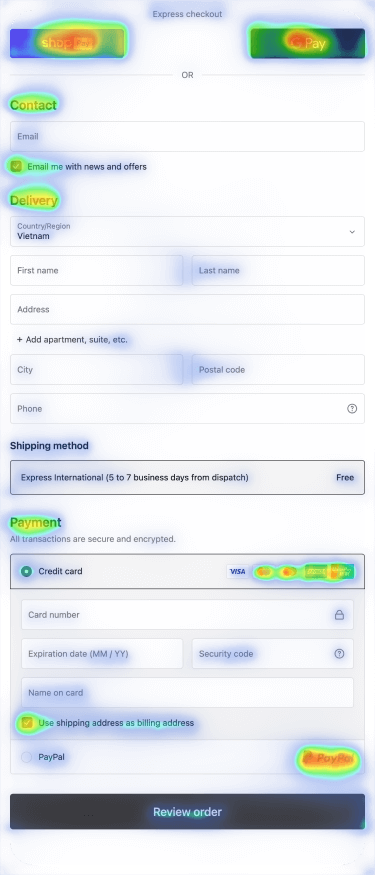 Express checkout
shop Pay
G Pay
OR
Contact
Email
Email me with news and offers
Delivery
Country/Region
Vietnam
First name
Last name
Address
+ Add apartment, suite, etc.
City
Postal code
Phone
Shipping method
Express International (5 to 7 business days from dispatch)
Free
Payment
All transactions are secure and encrypted.
Credit card
VISA
Card number
Expiration date (MM / YY)
Security code
Name on card
Use shipping address as billing address
PayPal
PayPal
Review order